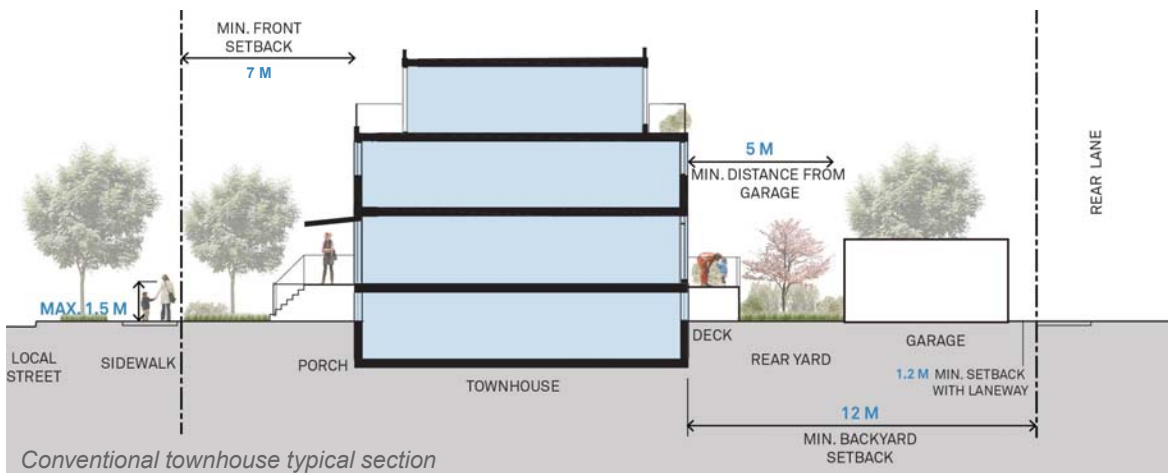 MIN. FRONT
SETBACK
7 M
5 M
MIN. DISTANCE FROM
GARAGE
REAR LANE
MAX. 1.5 M
LOCAL
STREET
SIDEWALK
PORCH
TOWNHOUSE
DECK
REAR YARD
GARAGE
1.2 M MIN. SETBACK
WITH LANEWAY
12 M
MIN. BACKYARD
SETBACK
Conventional townhouse typical section